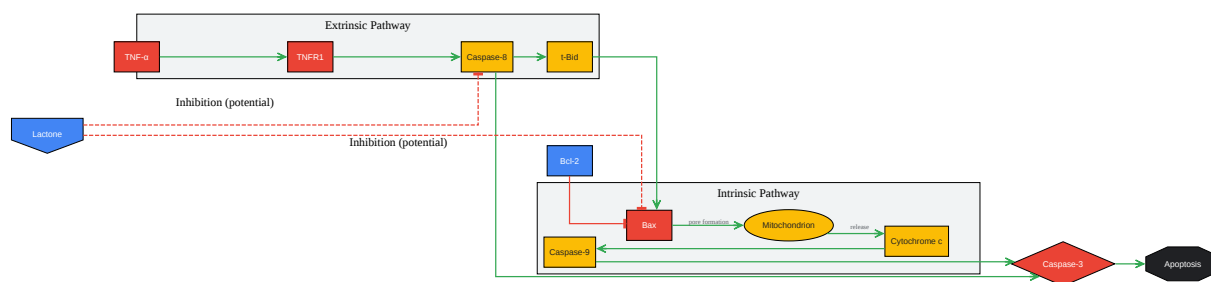 Extrinsic Pathway
TNF-α
TNFR1
Caspase-8
t-Bid
Inhibition (potential)
Lactone
Inhibition (potential)
Bcl-2
Intrinsic Pathway
Bax
pore formation
Mitochondrion
release
Cytochrome c
Caspase-9
Caspase-3
Apoptosis